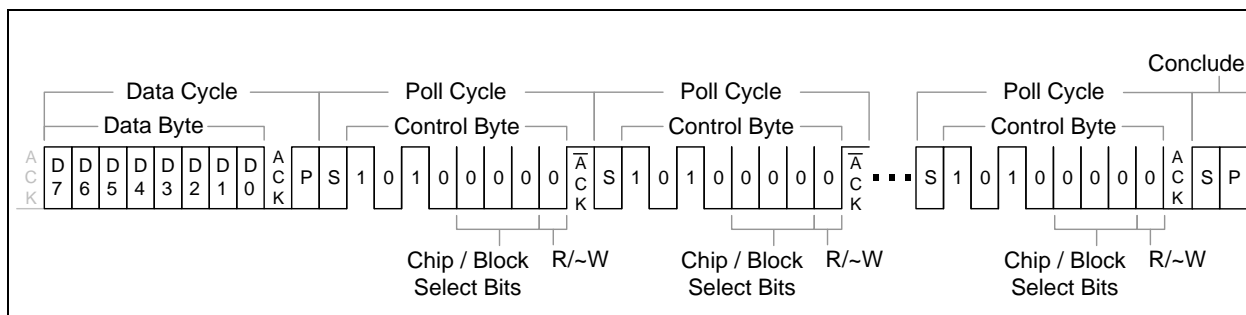 Conclude
Data Cycle Poll Cycle Poll Cycle Poll Cycle
Data Byte Control Byte Control Byte Control Byte
ACK D7 D6 D5 D4 D3 D2 D1 D0 ACK P S 1 0 1 0 0 0 0 0 A̅CK S 1 0 1 0 0 0 0 0 A̅CK ... S 1 0 1 0 0 0 0 0 ACK S P
Chip / Block R/~W Chip / Block R/~W Chip / Block R/~W
Select Bits Select Bits Select Bits